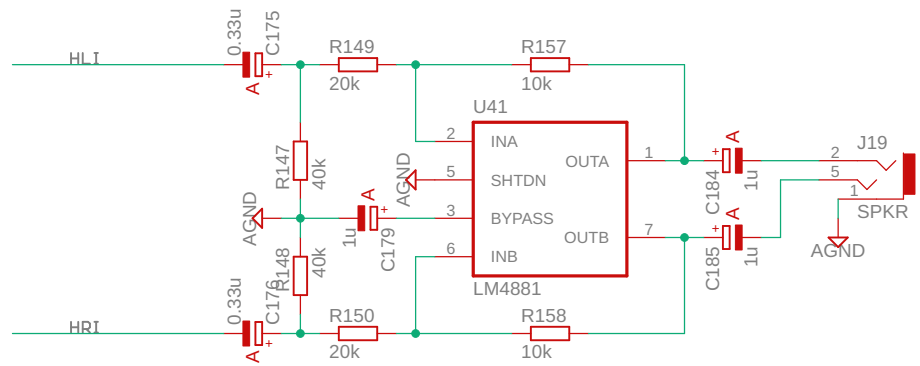 HLI
0.33u
C175
A
+
R149
20k
R157
10k
R147
40k
U41
2
INA
5
SHTDN
3
BYPASS
6
INB
OUTA
1
OUTB
7
LM4881
AGND
AGND
A
+
1u
C179
R148
40k
HRI
0.33u
C176
A
+
R150
20k
R158
10k
A
+
C184
1u
A
+
C185
1u
J19
2
5
1
SPKR
AGND